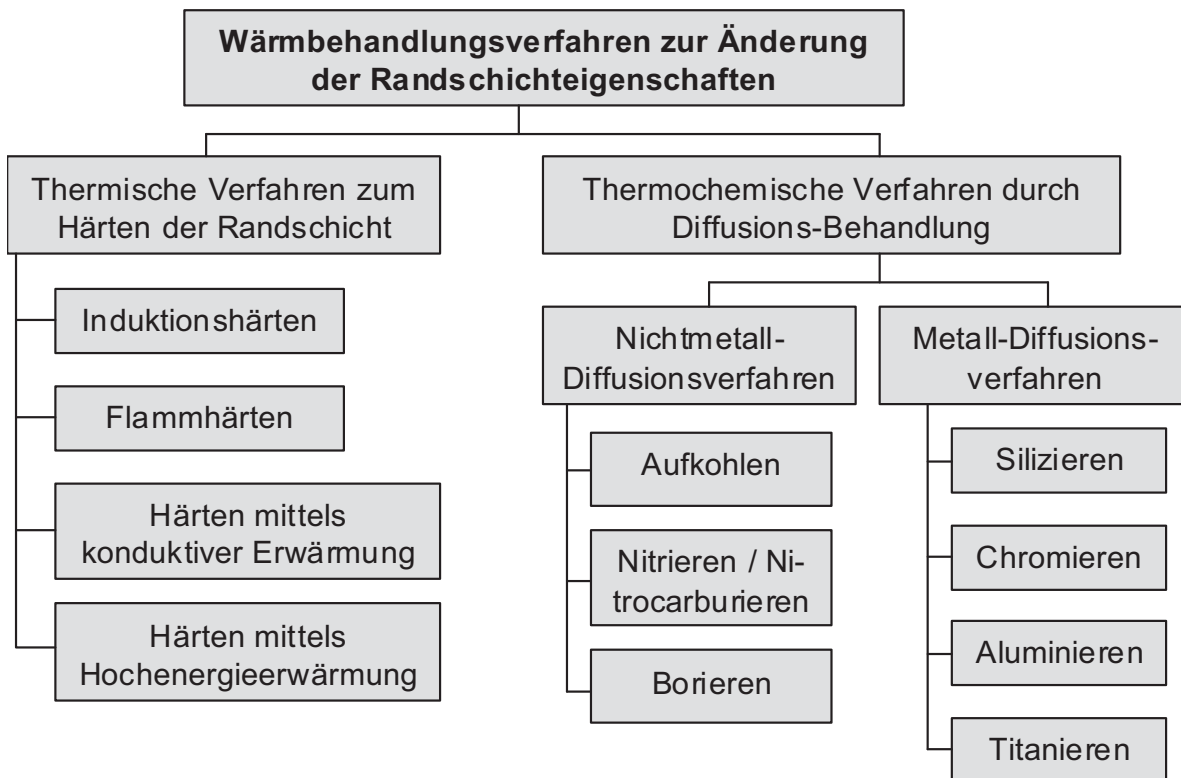 Wärmbehandlungsverfahren zur Änderung
der Randschichteigenschaften
Thermische Verfahren zum
Härten der Randschicht
Induktionshärten
Flammhärten
Härten mittels
konduktiver Erwärmung
Härten mittels
Hochenergieerwärmung
Thermochemische Verfahren durch
Diffusions-Behandlung
Nichtmetall-
Diffusionsverfahren
Aufkohlen
Nitrieren / Ni-
trocarburieren
Borieren
Metall-Diffusions-
verfahren
Silizieren
Chromieren
Aluminieren
Titanieren